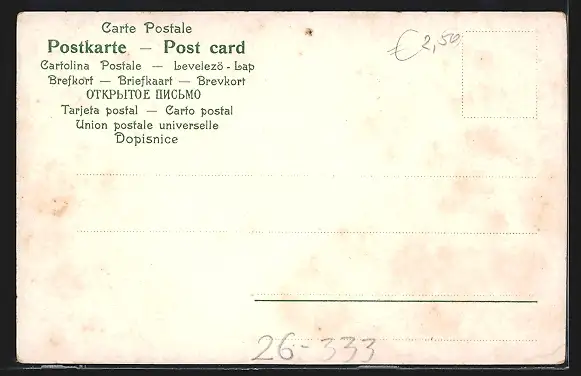 Carte Postale
Postkarte — Post card
Cartolina Postale — Levelezö - Lap
Brefkort — Briefkaart — Brevkort
ОТКРЫТОЕ ПИСЬМО
Tarjeta postal — Carto postal
Union postale universelle
Dopisnice
€ 2,50
26-333